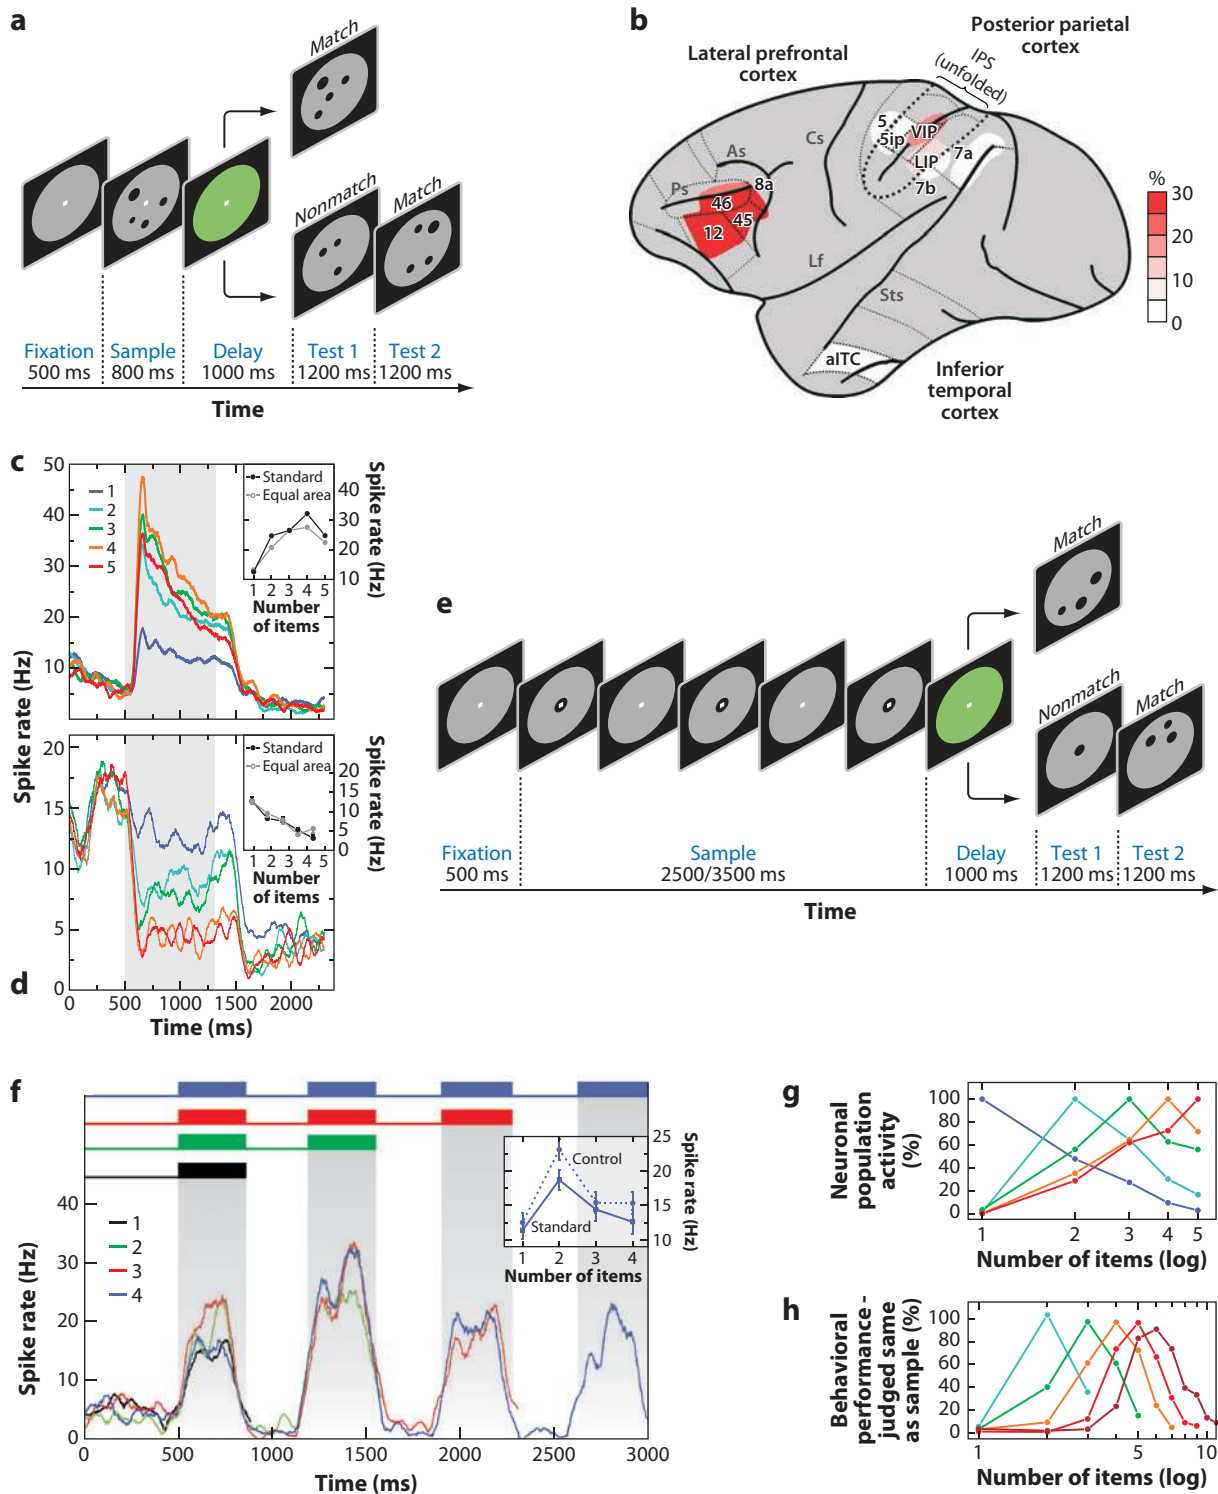 a
Match
Nonmatch
Match
Fixation
500 ms
Sample
800 ms
Delay
1000 ms
Test 1
1200 ms
Test 2
1200 ms
Time
b
Lateral prefrontal
cortex
Posterior parietal
cortex
IPS
(unfolded)
Cs
As
Ps
8a
46
45
12
5
5ip
VIP
LIP
7a
7b
Lf
Sts
aITC
Inferior
temporal
cortex
%
30
20
10
0
c
50
40
30
20
10
1
2
3
4
5
Standard
Equal area
40
30
20
10
Spike rate
(Hz)
1 2 3 4 5
Number
of items
Spike rate (Hz)
d
20
15
10
5
0
Standard
Equal area
20
15
10
5
0
Spike rate
(Hz)
1 2 3 4 5
Number
of items
0 500 1000 1500 2000
Time (ms)
e
Match
Nonmatch
Match
Fixation
500 ms
Sample
2500/3500 ms
Delay
1000 ms
Test 1
1200 ms
Test 2
1200 ms
Time
f
40
30
20
10
0
Spike rate (Hz)
1
2
3
4
Control
Standard
25
20
15
10
Spike rate
(Hz)
1 2 3 4
Number of items
0 500 1000 1500 2000 2500 3000
Time (ms)
g
Neuronal
population
activity
(%)
100
80
60
40
20
0
1 2 3 4 5
Number of items (log)
h
Behavioral
performance-
judged same
as sample (%)
100
80
60
40
20
0
1 5 10
Number of items (log)